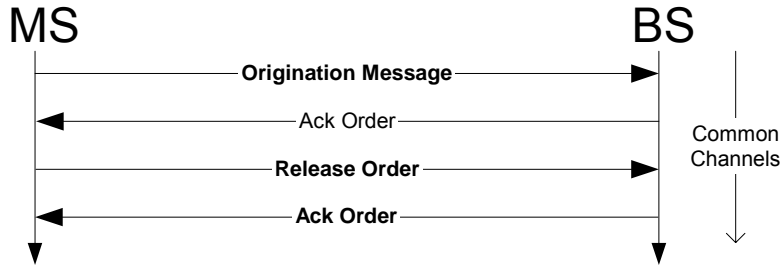 MS
BS
Origination Message
Ack Order
Release Order
Ack Order
Common
Channels